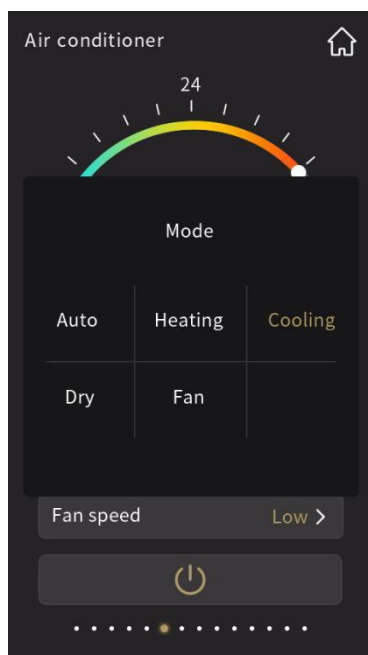 Air conditioner
24
Mode
Auto Heating Cooling
Dry Fan
Fan speed Low